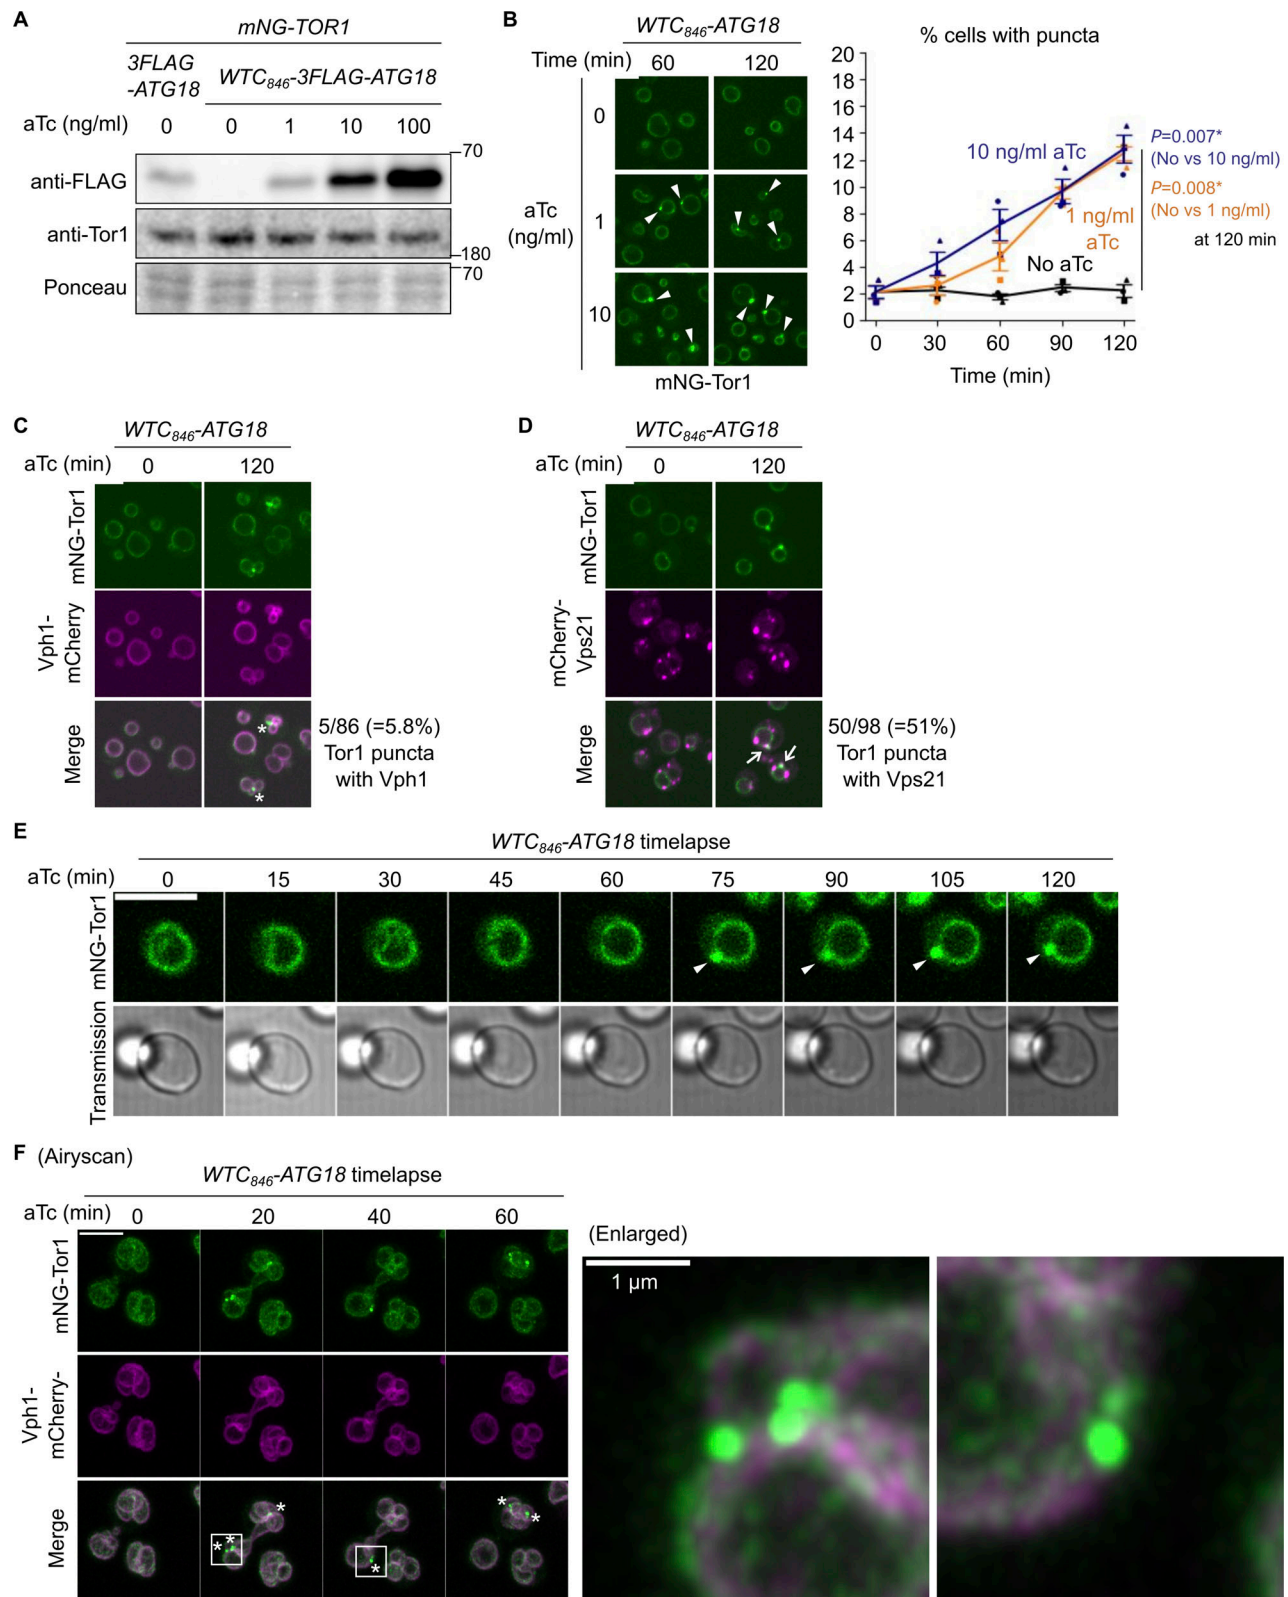 A
mNG-TOR1
3FLAG
-ATG18
WTC846-3FLAG-ATG18
aTc (ng/ml)
0
0
1
10
100
70
anti-FLAG
anti-Tor1
180
70
Ponceau
B
WTC846-ATG18
Time (min)
60
120
0
1
10
aTc
(ng/ml)
mNG-Tor1
% cells with puncta
20
18
16
14
12
10
8
6
4
2
0
10 ng/ml aTc
1 ng/ml
aTc
No aTc
P=0.007*
(No vs 10 ng/ml)
P=0.008*
(No vs 1 ng/ml)
at 120 min
0
30
60
90
120
Time (min)
C
WTC846-ATG18
aTc (min)
0
120
mNG-Tor1
Vph1-
mCherry
Merge
*
*
5/86 (=5.8%)
Tor1 puncta
with Vph1
D
WTC846-ATG18
aTc (min)
0
120
mNG-Tor1
mCherry-
Vps21
Merge
50/98 (=51%)
Tor1 puncta
with Vps21
E
WTC846-ATG18 timelapse
aTc (min)
0
15
30
45
60
75
90
105
120
mNG-Tor1
Transmission
F (Airyscan)
WTC846-ATG18 timelapse
aTc (min)
0
20
40
60
mNG-Tor1
Vph1-
mCherry-
Merge
*
* *
*
*
*
(Enlarged)
1 µm